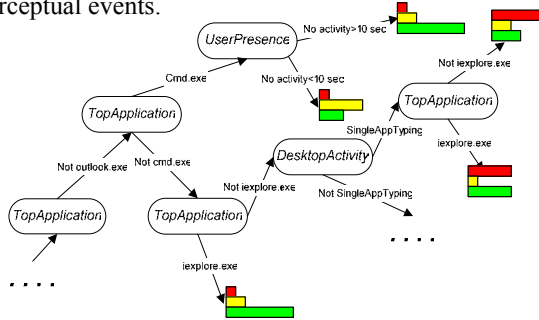 rceptual events.
UserPresence
No activity>10 sec
Not iexplore.exe
Cmd.exe
No activity<10 sec
TopApplication
TopApplication
SingleAppTyping
iexplore.exe
Not outlook.exe
Not cmd.exe
DesktopActivity
Not iexplore.exe
Not SingleAppTyping
TopApplication
TopApplication
. . . .
iexplore.exe
. . . .